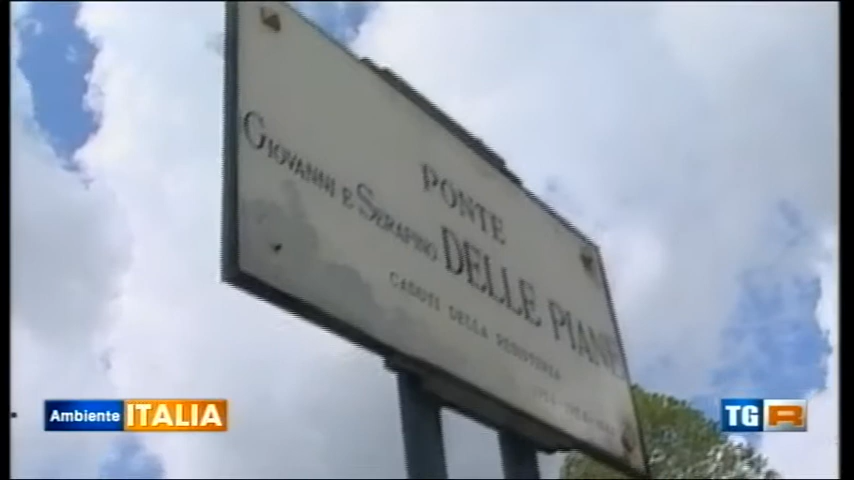 PONTE
GIOVANNI E SERAFINO DELLE PIANE
CADUTI DELLA RESISTENZA
Ambiente ITALIA
TGR